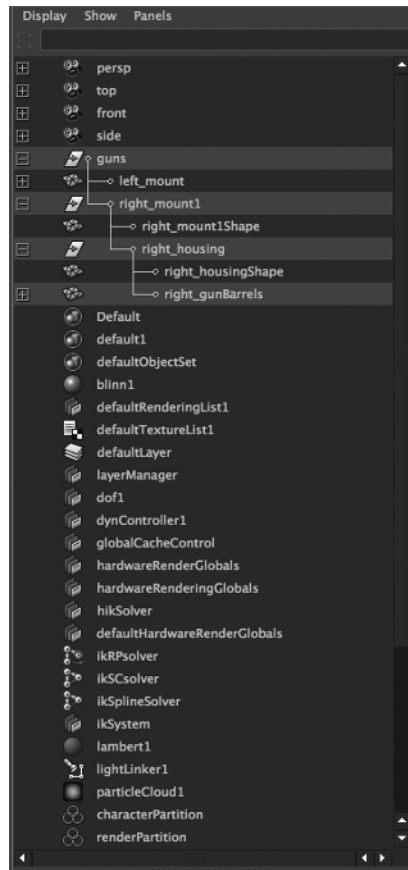 Display Show Panels
persp
top
front
side
guns
left_mount
right_mount1
right_mount1Shape
right_housing
right_housingShape
right_gunBarrels
Default
default1
defaultObjectSet
blinn1
defaultRenderingList1
defaultTextureList1
defaultLayer
layerManager
dof1
dynController1
globalCacheControl
hardwareRenderGlobals
hardwareRenderingGlobals
hikSolver
defaultHardwareRenderGlobals
ikRPsolver
ikSCsolver
ikSplineSolver
ikSystem
lambert1
lightLinker1
particleCloud1
characterPartition
renderPartition